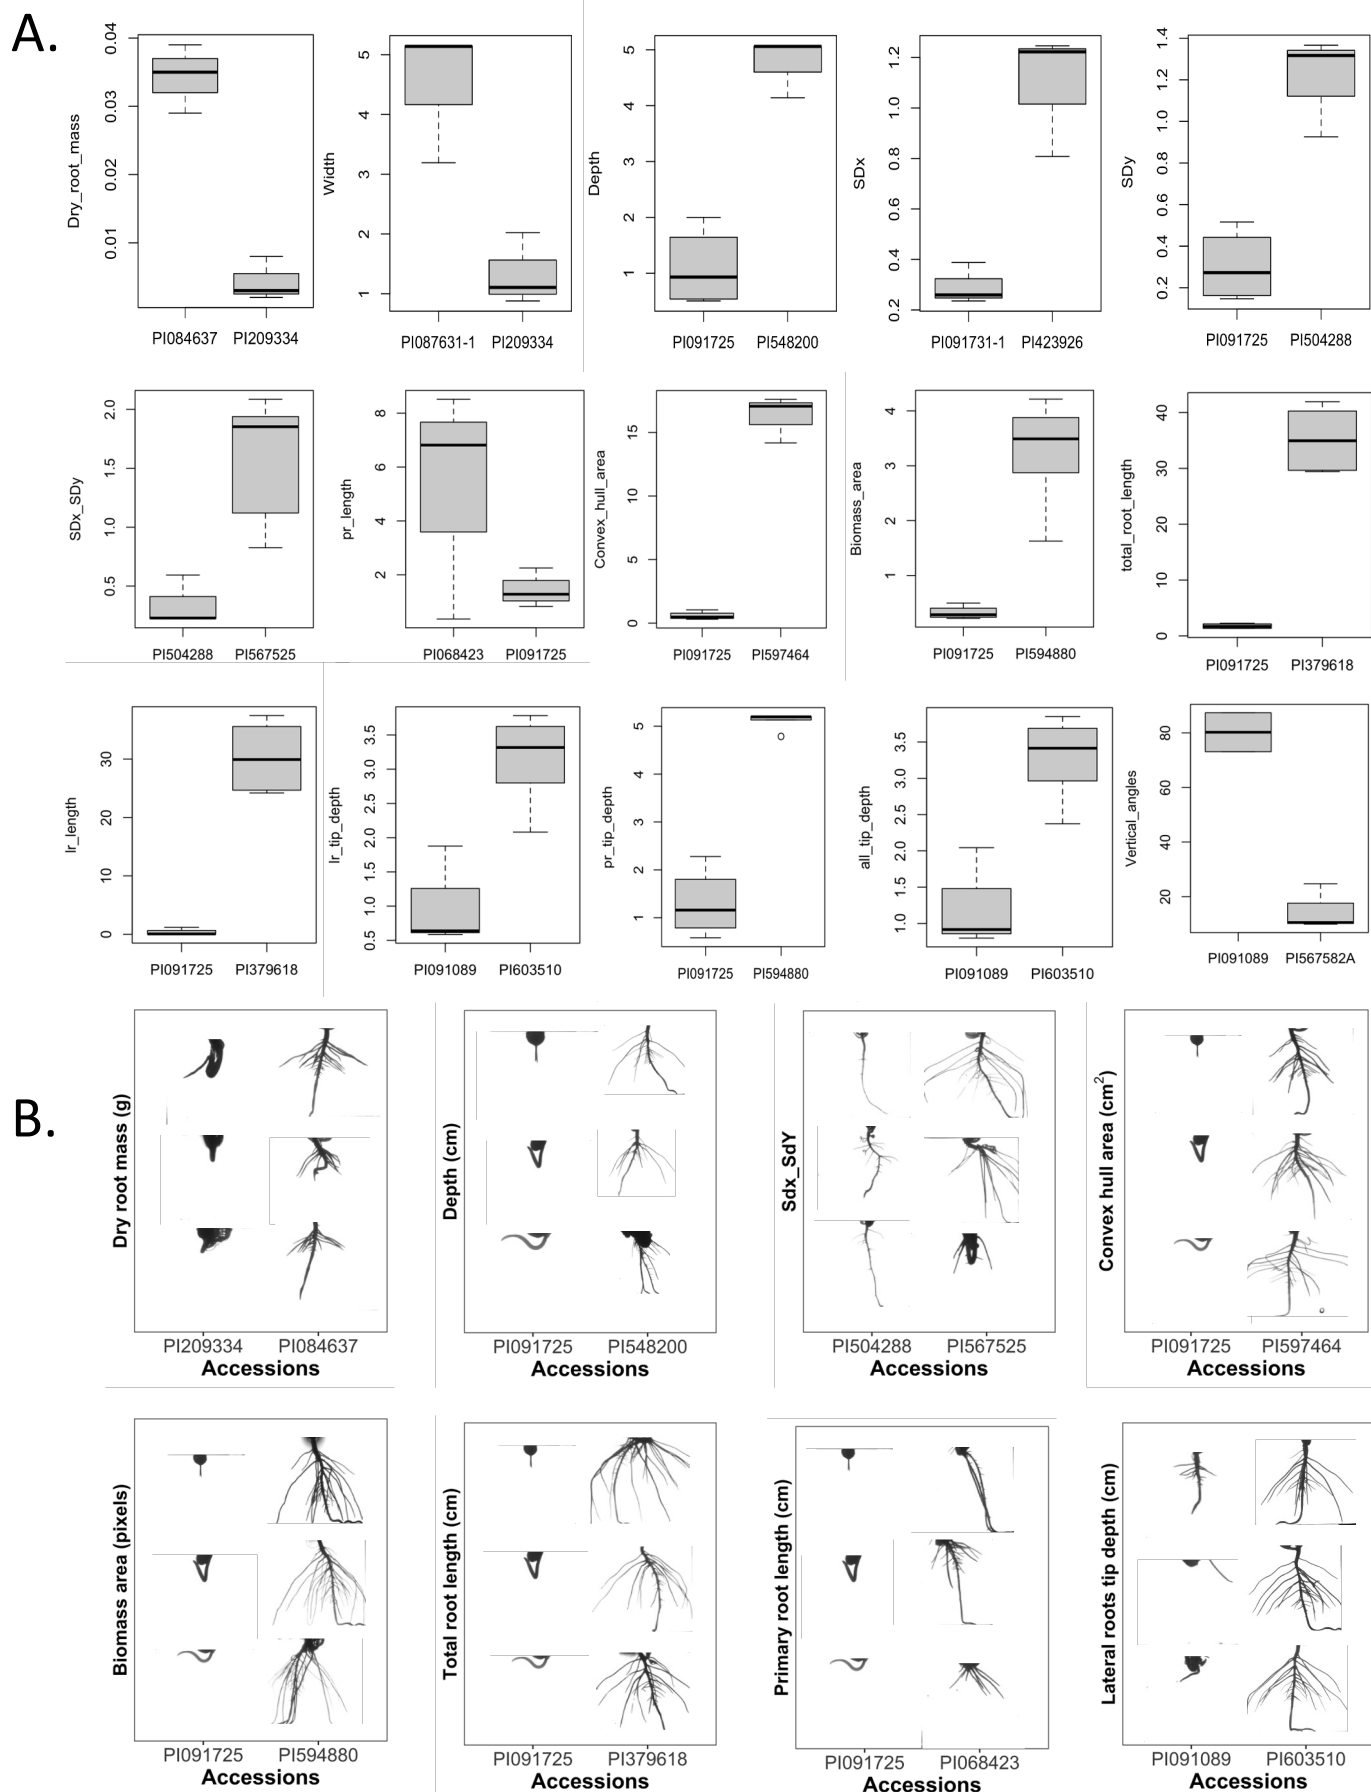 A.
Dry_root_mass
0.01 0.02 0.03 0.04
PI084637 PI209334
Width
1 2 3 4 5
PI087631-1 PI209334
Depth
1 2 3 4 5
PI091725 PI548200
SDx
0.2 0.4 0.6 0.8 1.0 1.2
PI091731-1 PI423926
SDy
0.2 0.4 0.6 0.8 1.0 1.2 1.4
PI091725 PI504288
SDx_SDy
0.5 1.0 1.5 2.0
PI504288 PI567525
pr_length
2 4 6 8
PI068423 PI091725
Convex_hull_area
0 5 10 15
PI091725 PI597464
Biomass_area
1 2 3 4
PI091725 PI594880
total_root_length
0 10 20 30 40
PI091725 PI379618
lr_length
0 10 20 30
PI091725 PI379618
lr_tip_depth
0.5 1.0 1.5 2.0 2.5 3.0 3.5
PI091089 PI603510
pr_tip_depth
1 2 3 4 5
PI091725 PI594880
all_tip_depth
1.0 1.5 2.0 2.5 3.0 3.5
PI091089 PI603510
Vertical_angles
20 40 60 80
PI091089 PI567582A
B.
Dry root mass (g)
PI209334 PI084637
Accessions
Depth (cm)
PI091725 PI548200
Accessions
Sdx_SdY
PI504288 PI567525
Accessions
Convex hull area (cm²)
PI091725 PI597464
Accessions
Biomass area (pixels)
PI091725 PI594880
Accessions
Total root length (cm)
PI091725 PI379618
Accessions
Primary root length (cm)
PI091725 PI068423
Accessions
Lateral roots tip depth (cm)
PI091089 PI603510
Accessions